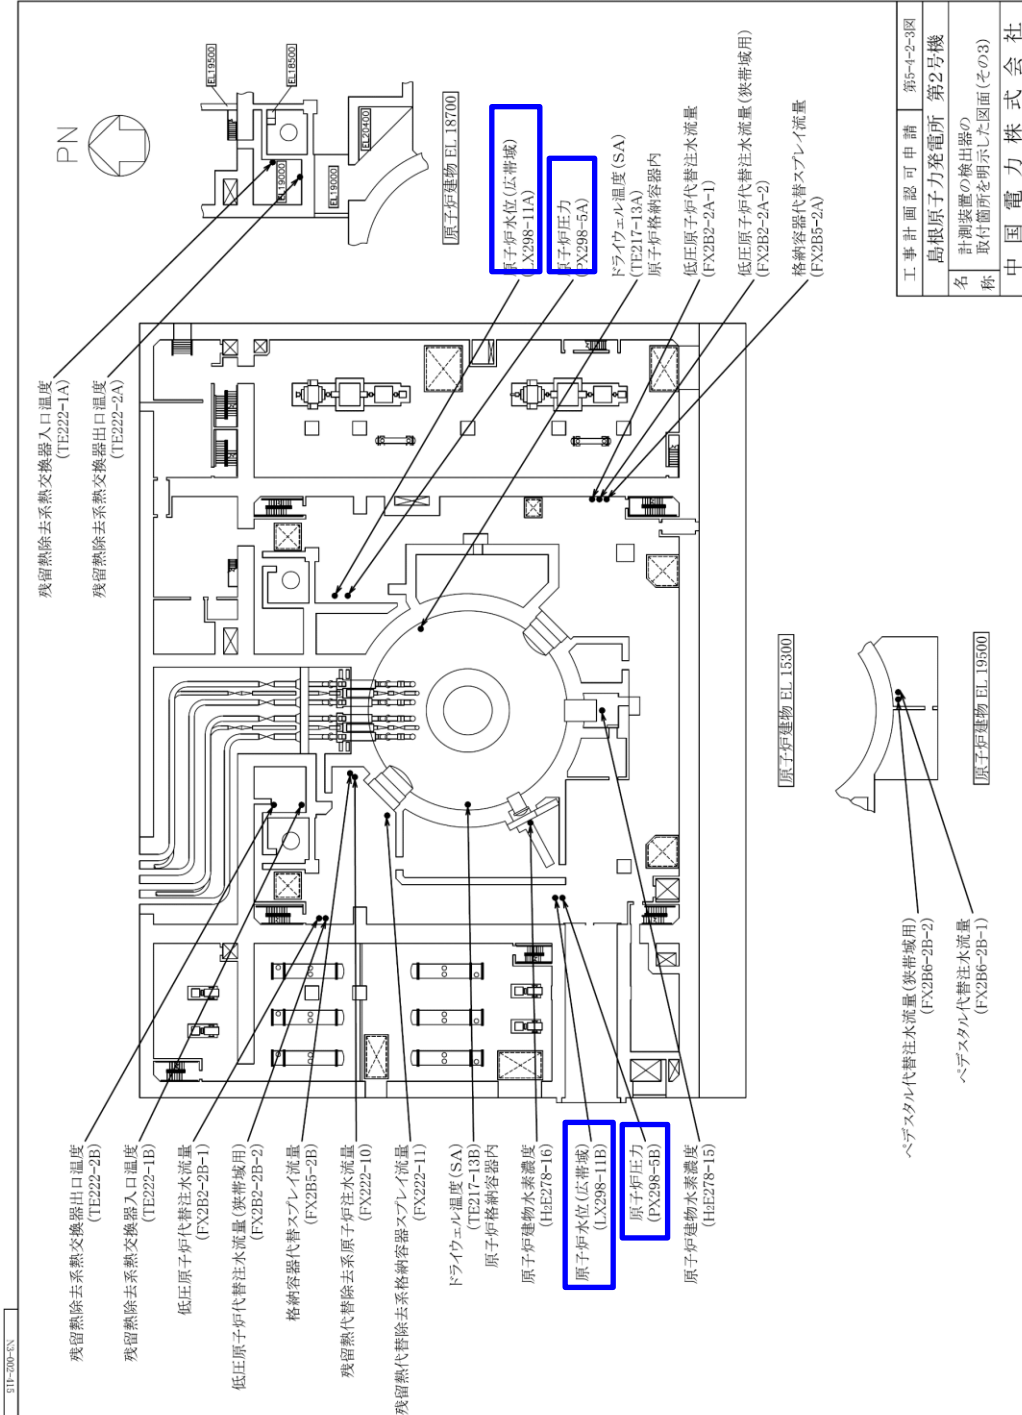 PN
EL19500
EL18500
EL19000
EL19000
EL20400
原子炉建物 EL 18700
残留熱除去系熱交換器入口温度
(TE222-1A)
残留熱除去系熱交換器出口温度
(TE222-2A)
原子炉水位(広帯域)
(LX298-11A)
原子炉圧力
(PX298-5A)
ドライウェル温度(SA)
(TE217-13A)
原子炉格納容器内
低圧原子炉代替注水流量
(FX2B2-2A-1)
低圧原子炉代替注水流量(狭帯域用)
(FX2B2-2A-2)
格納容器代替スプレイ流量
(FX2B5-2A)
残留熱除去系熱交換器出口温度
(TE222-2B)
残留熱除去系熱交換器入口温度
(TE222-1B)
低圧原子炉代替注水流量
(FX2B2-2B-1)
低圧原子炉代替注水流量(狭帯域用)
(FX2B2-2B-2)
格納容器代替スプレイ流量
(FX2B5-2B)
残留熱代替除去系原子炉注水流量
(FX222-10)
残留熱代替除去系格納容器スプレイ流量
(FX222-11)
ドライウェル温度(SA)
(TE217-13B)
原子炉格納容器内
原子炉建物水素濃度
(H2E278-16)
原子炉水位(広帯域)
(LX298-11B)
原子炉圧力
(PX298-5B)
原子炉建物水素濃度
(H2E278-15)
原子炉建物 EL 15300
ペデスタル代替注水流量(狭帯域用)
(FX2B6-2B-2)
ペデスタル代替注水流量
(FX2B6-2B-1)
原子炉建物 EL 19500
工事計画認可申請 第5-4-2-3図
島根原子力発電所 第2号機
名称 計測装置の検出器の
取付箇所を明示した図面(その3)
中国電力株式会社
N3-002-415